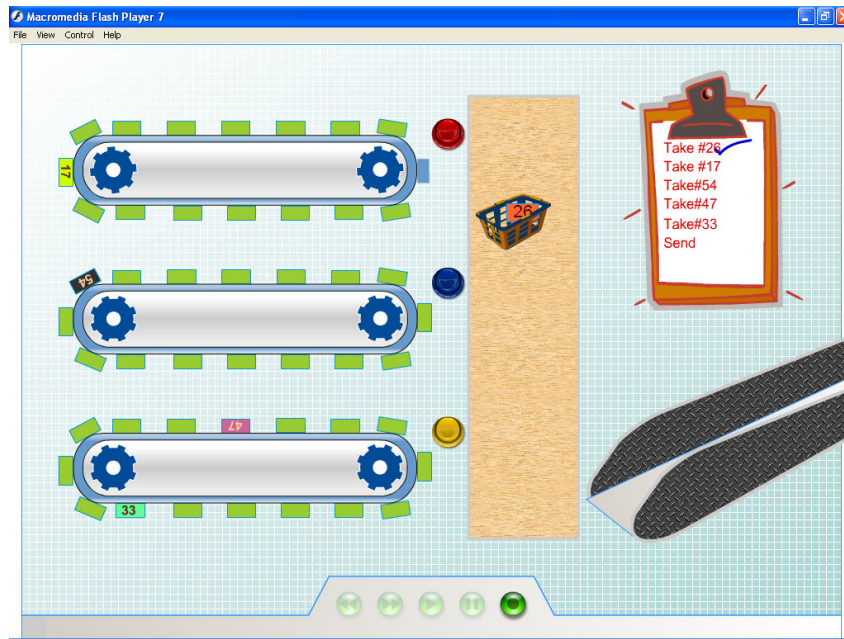 Macromedia Flash Player 7
File View Control Help
17
54
47
33
26
Take #26
Take #17
Take#54
Take#47
Take#33
Send